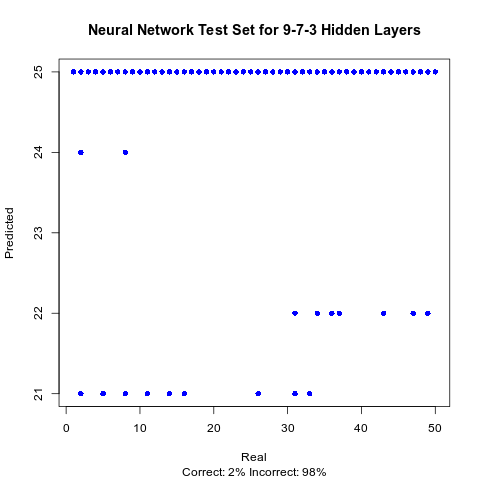 Neural Network Test Set for 9-7-3 Hidden Layers
25
24
23
22
21
Predicted
0 10 20 30 40 50
Real
Correct: 2% Incorrect: 98%